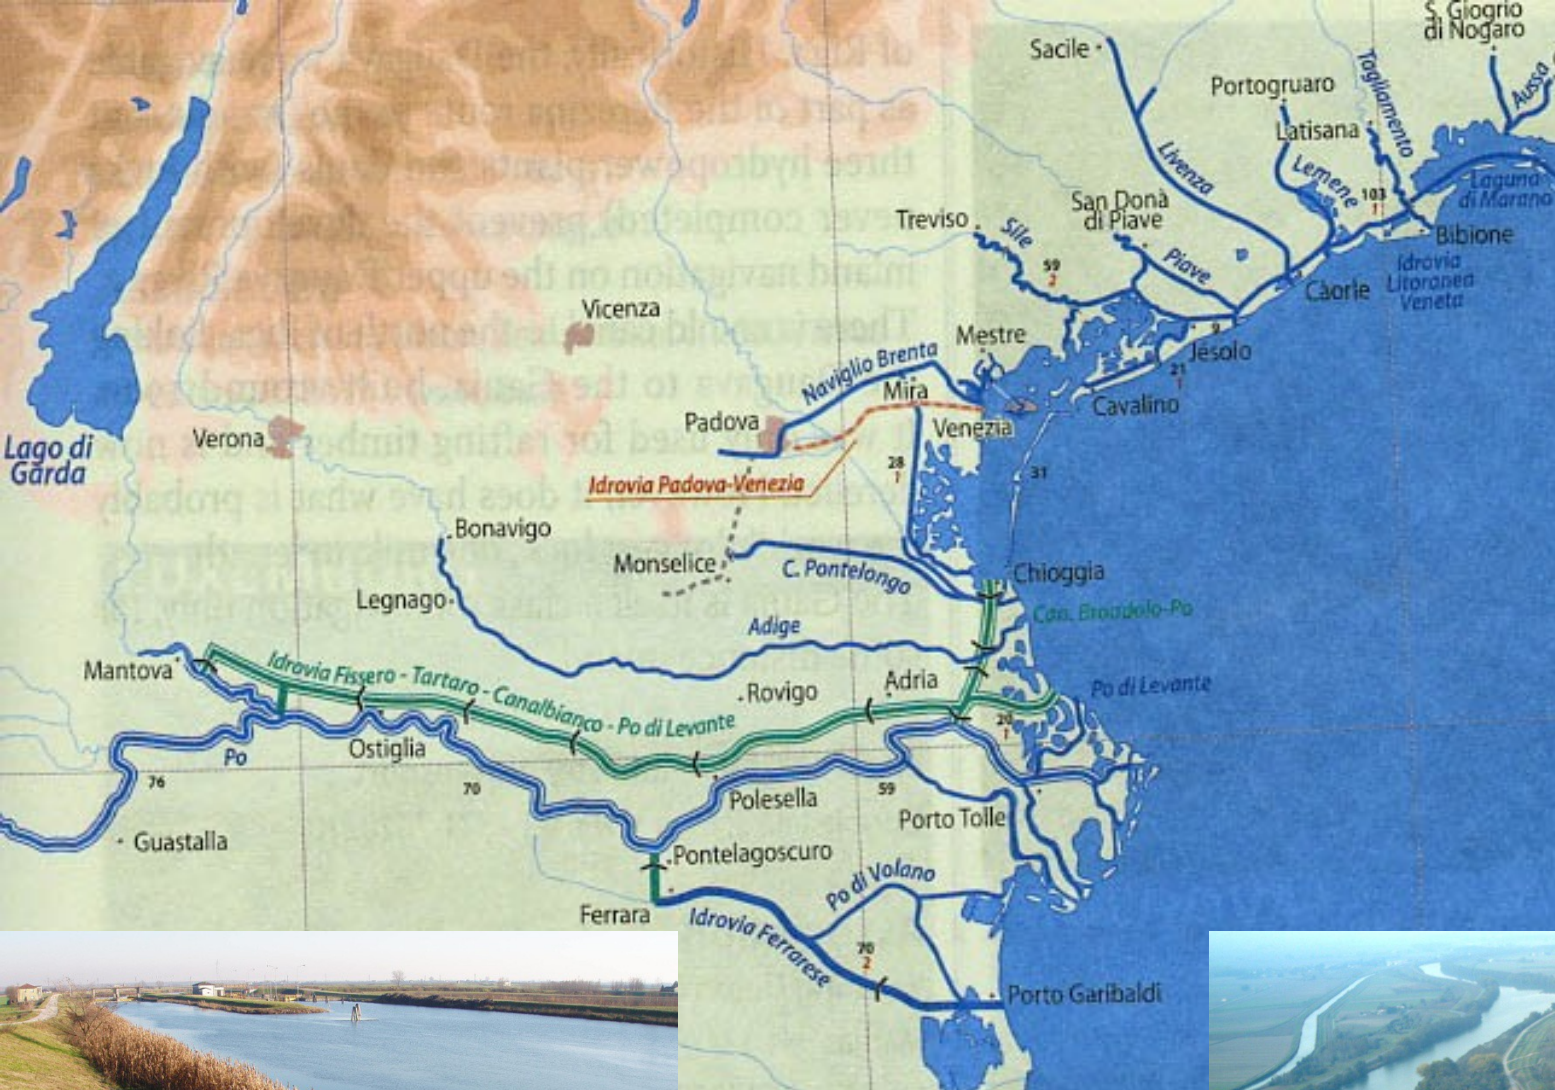 S. Giogrio
di Nogaro
Sacile
Portogruaro
Tagliamento
Aussa
Latisana
Livenza
Lemene
103
1
Laguna
di Marano
San Donà
di Piave
Treviso
Sile
Bibione
Piave
59
2
Idrovia
Litoranea
Veneta
Càorle
Vicenza
Mestre
9
Jésolo
Naviglio Brenta
21
1
Mira
Cavalino
Padova
Venezia
Verona
Lago di
Garda
28
1
31
Idrovia Padova-Venezia
Bonavigo
Monselice
C. Pontelongo
Chioggia
Legnago
Can. Brondolo-Po
Adige
Mantova
Idrovia Fissero - Tartaro - Canalbianco - Po di Levante
Adria
Rovigo
Po di Levante
20
1
Ostiglia
Po
76
70
59
Polesella
Porto Tolle
Guastalla
Pontelagoscuro
Po di Volano
Ferrara
Idrovia Ferrarese
70
2
Porto Garibaldi